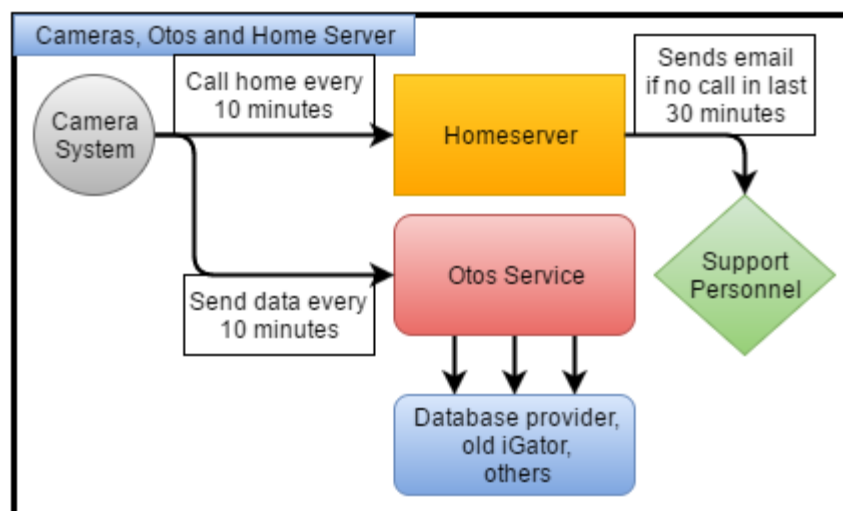 Cameras, Otos and Home Server
Call home every
10 minutes
Sends email
if no call in last
30 minutes
Camera
System
Homeserver
Otos Service
Support
Personnel
Send data every
10 minutes
Database provider,
old iGator,
others